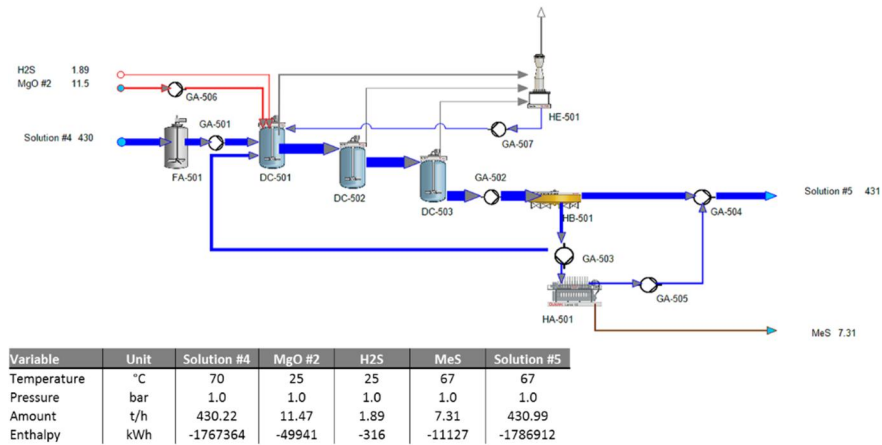 H2S 1.89
MgO #2 11.5
GA-506
HE-501
Solution #4 430
GA-501
GA-507
FA-501
DC-501
DC-502
DC-503
GA-502
HB-501
GA-504
Solution #5 431
GA-503
GA-505
HA-501
MeS 7.31
Variable Unit Solution #4 MgO #2 H2S MeS Solution #5
Temperature °C 70 25 25 67 67
Pressure bar 1.0 1.0 1.0 1.0 1.0
Amount t/h 430.22 11.47 1.89 7.31 430.99
Enthalpy kWh -1767364 -49941 -316 -11127 -1786912